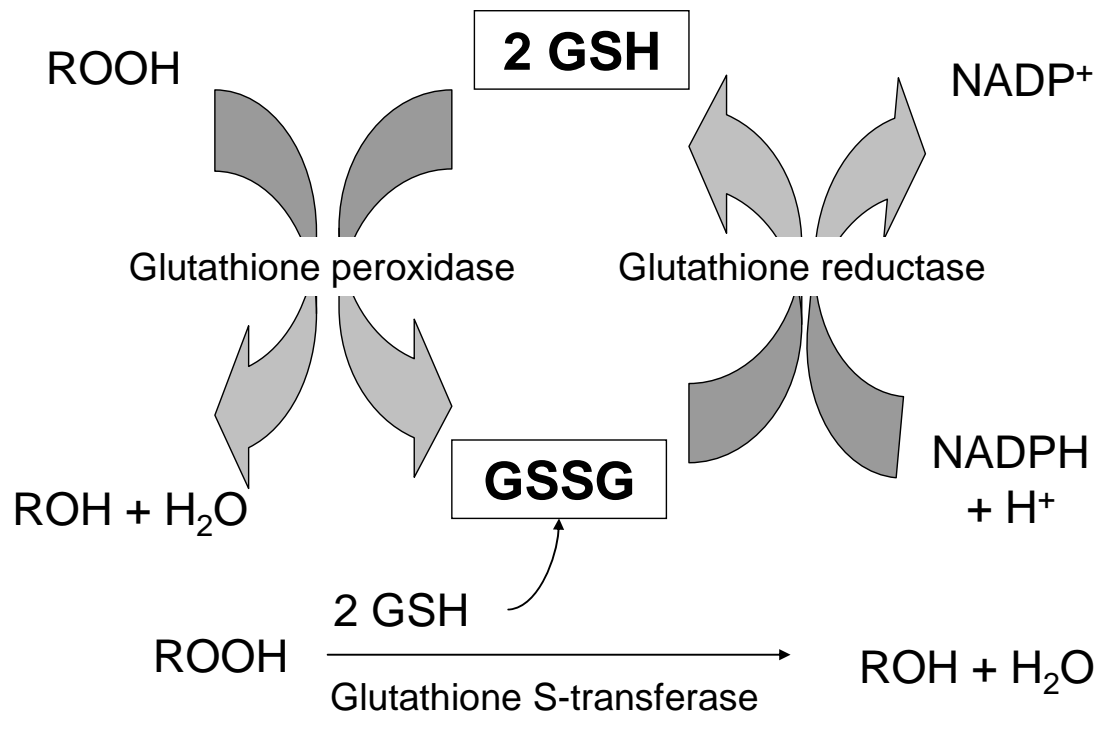 ROOH
2 GSH
NADP⁺
Glutathione peroxidase
Glutathione reductase
ROH + H₂O
GSSG
NADPH
+ H⁺
2 GSH
ROOH
ROH + H₂O
Glutathione S-transferase